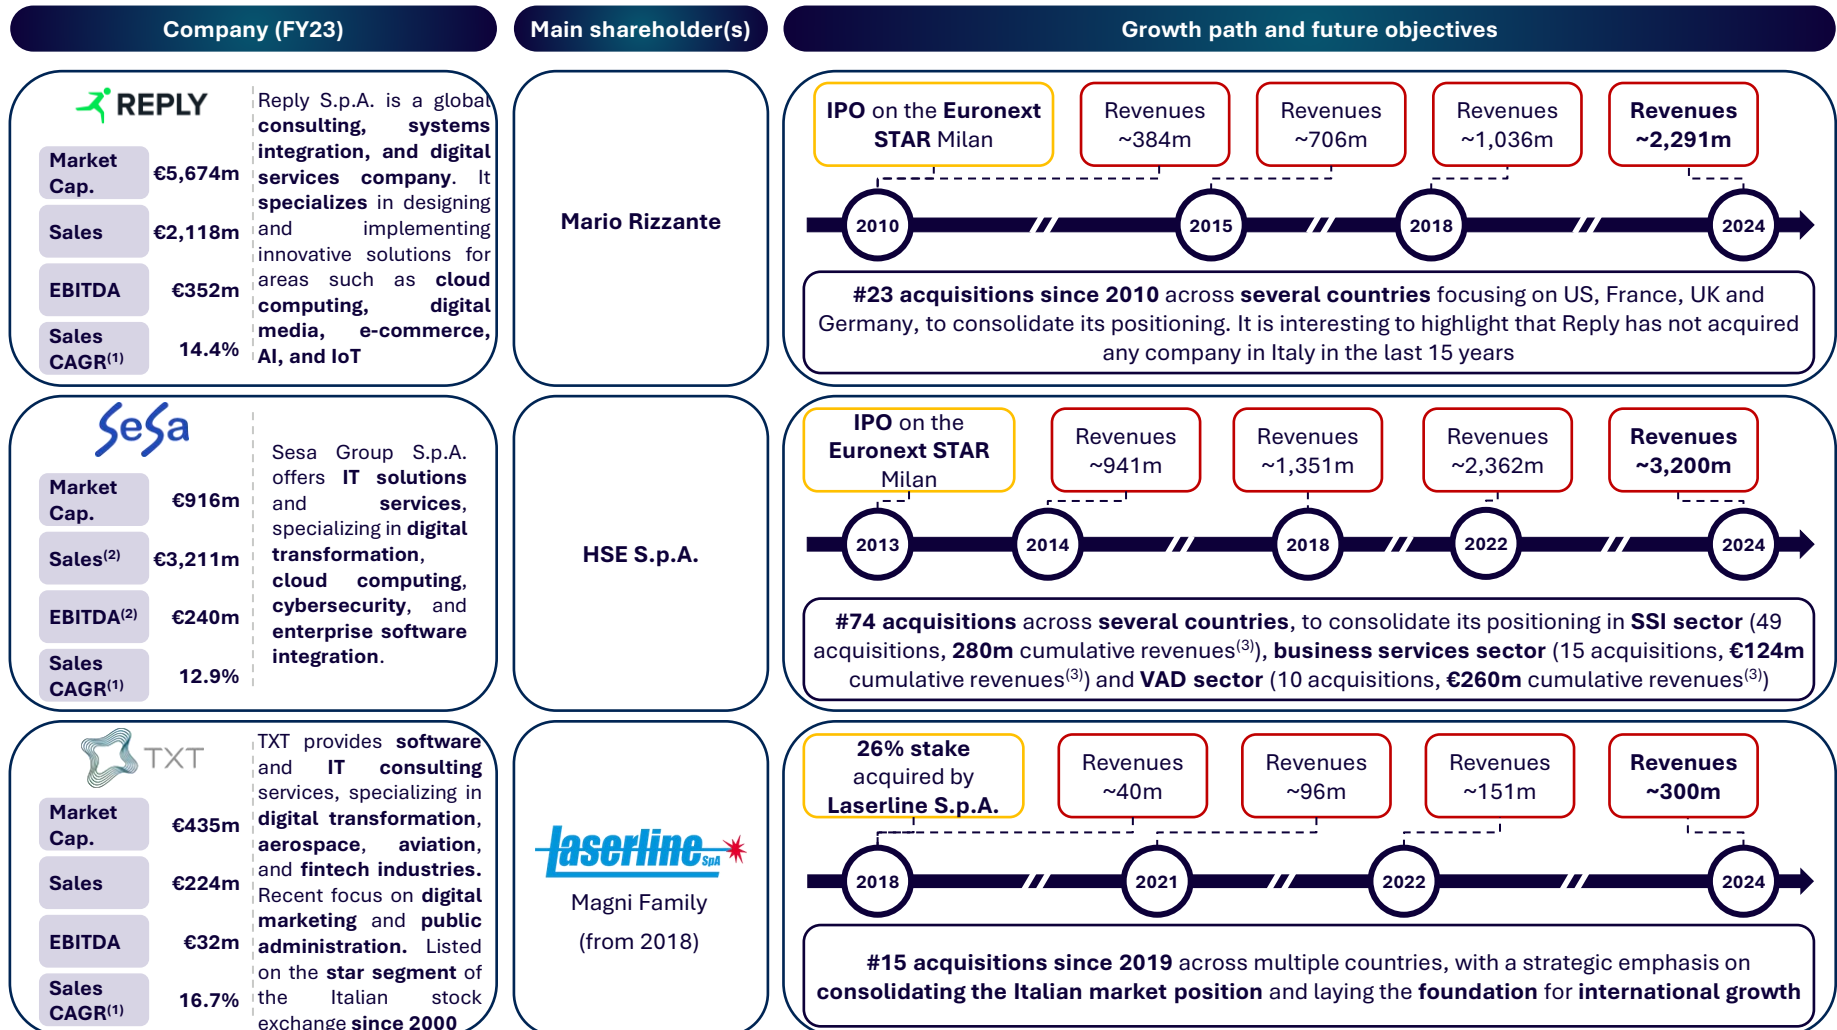 Company (FY23)
Main shareholder(s)
Growth path and future objectives
REPLY
Market
Cap.
€5,674m
Sales
€2,118m
EBITDA
€352m
Sales
CAGR(1)
14.4%
Reply S.p.A. is a global
consulting, systems
integration, and digital
services company. It
specializes in designing
and implementing
innovative solutions for
areas such as cloud
computing, digital
media, e-commerce,
AI, and IoT
Mario Rizzante
IPO on the Euronext
STAR Milan
Revenues
~384m
Revenues
~706m
Revenues
~1,036m
Revenues
~2,291m
2010
2015
2018
2024
#23 acquisitions since 2010 across several countries focusing on US, France, UK and
Germany, to consolidate its positioning. It is interesting to highlight that Reply has not acquired
any company in Italy in the last 15 years
SeSa
Market
Cap.
€916m
Sales(2)
€3,211m
EBITDA(2)
€240m
Sales
CAGR(1)
12.9%
Sesa Group S.p.A.
offers IT solutions
and services,
specializing in digital
transformation,
cloud computing,
cybersecurity, and
enterprise software
integration.
HSE S.p.A.
IPO on the
Euronext STAR
Milan
Revenues
~941m
Revenues
~1,351m
Revenues
~2,362m
Revenues
~3,200m
2013
2014
2018
2022
2024
#74 acquisitions across several countries, to consolidate its positioning in SSI sector (49
acquisitions, 280m cumulative revenues(3)), business services sector (15 acquisitions, €124m
cumulative revenues(3)) and VAD sector (10 acquisitions, €260m cumulative revenues(3))
TXT
Market
Cap.
€435m
Sales
€224m
EBITDA
€32m
Sales
CAGR(1)
16.7%
TXT provides software
and IT consulting
services, specializing in
digital transformation,
aerospace, aviation,
and fintech industries.
Recent focus on digital
marketing and public
administration. Listed
on the star segment of
the Italian stock
exchange since 2000
laserline SpA
Magni Family
(from 2018)
26% stake
acquired by
Laserline S.p.A.
Revenues
~40m
Revenues
~96m
Revenues
~151m
Revenues
~300m
2018
2021
2022
2024
#15 acquisitions since 2019 across multiple countries, with a strategic emphasis on
consolidating the Italian market position and laying the foundation for international growth